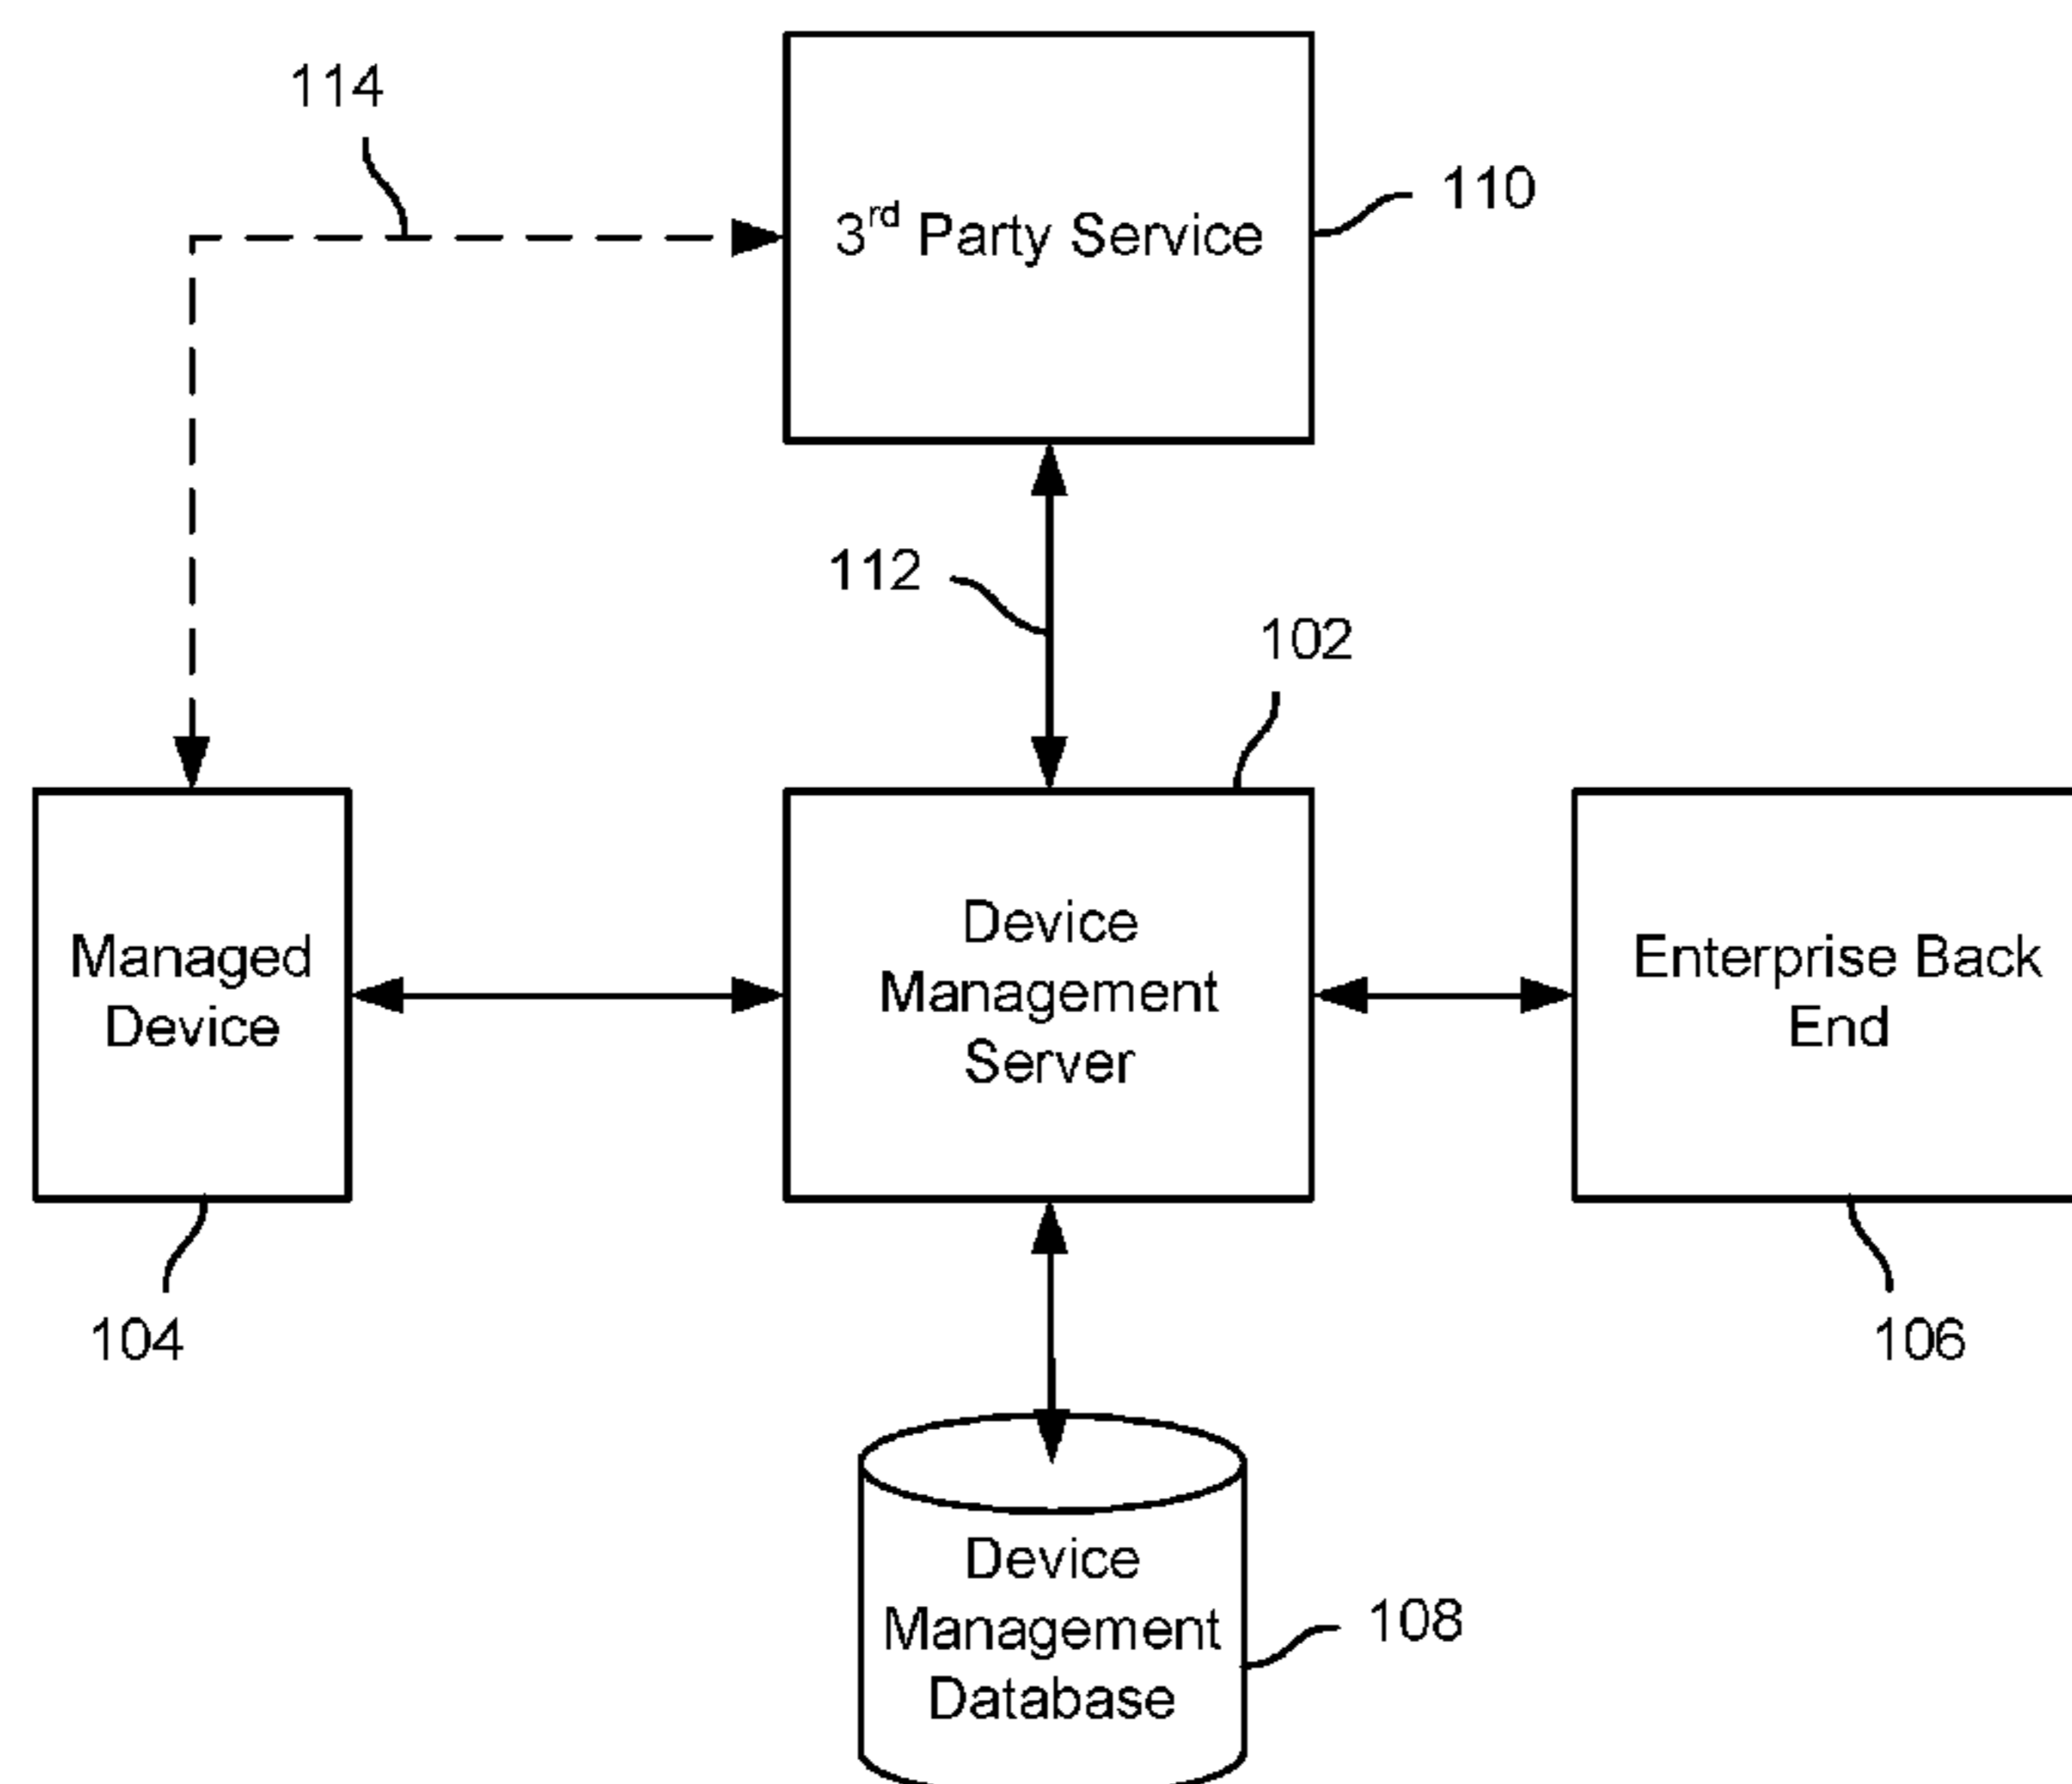 114
3rd Party Service
110
112
102
Managed
Device
Device
Management
Server
Enterprise Back
End
104
106
Device
Management
Database
108